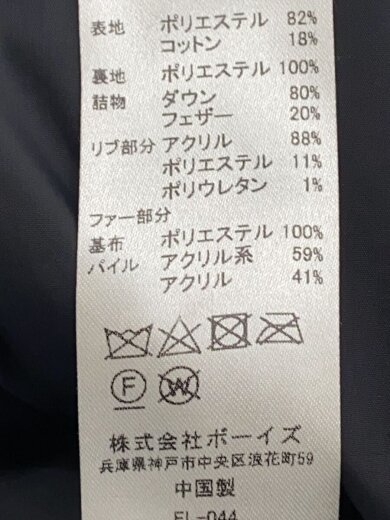 表地 ポリエステル 82%
コットン 18%
裏地 ポリエステル 100%
詰物 ダウン 80%
フェザー 20%
リブ部分 アクリル 88%
ポリエステル 11%
ポリウレタン 1%
ファー部分
基布 ポリエステル 100%
パイル アクリル系 59%
アクリル 41%
F W
株式会社ボーイズ
兵庫県神戸市中央区浪花町59
中国製
FL-044